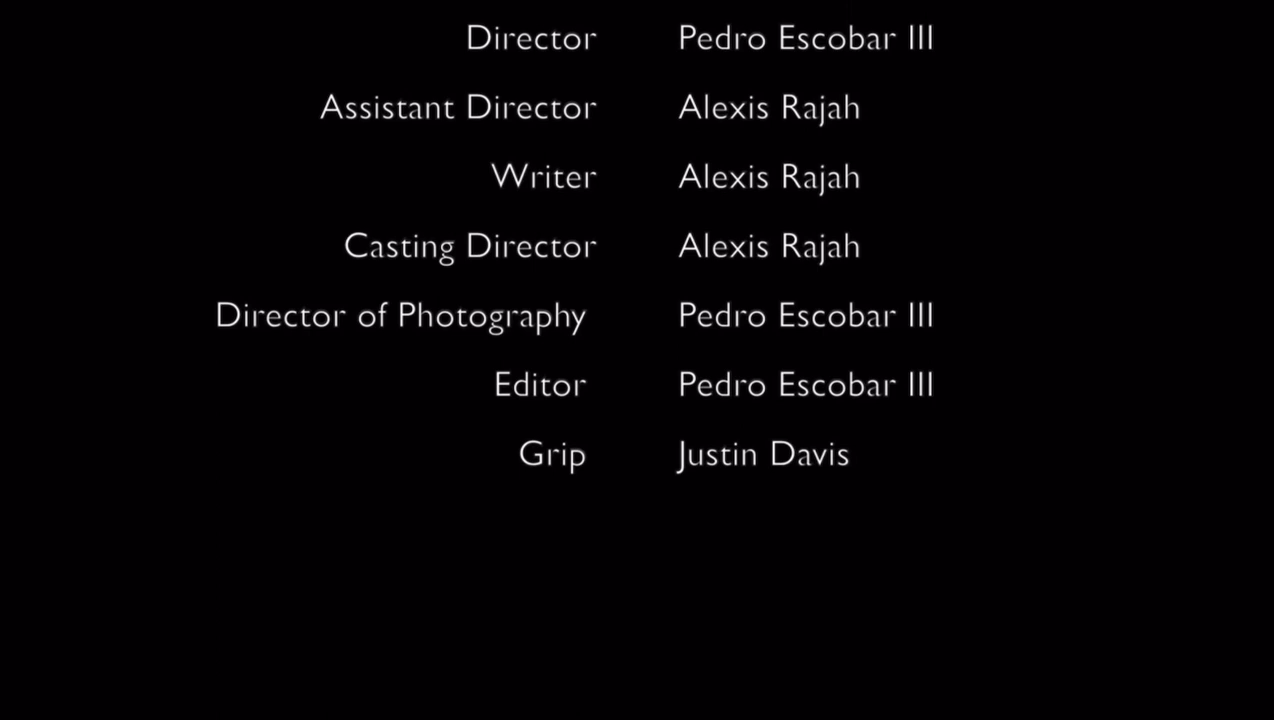 Director Pedro Escobar III
Assistant Director Alexis Rajah
Writer Alexis Rajah
Casting Director Alexis Rajah
Director of Photography Pedro Escobar III
Editor Pedro Escobar III
Grip Justin Davis